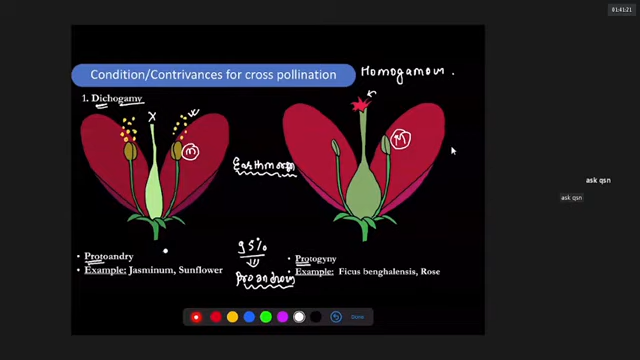 01:41:21
Condition/Contrivances for cross pollination
Homogamous.
1. Dichogamy
X
m
M
Earthworm
ask qsn
ask qsn
95%
• Protoandry
• Example: Jasminum, Sunflower
• Protogyny
• Example: Ficus benghalensis, Rose
Done